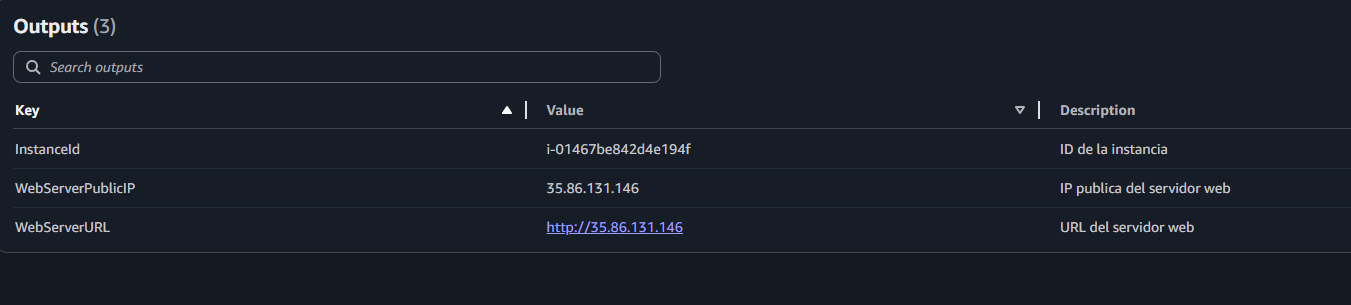 Outputs (3)
Search outputs
Key Value Description
InstanceId i-01467be842d4e194f ID de la instancia
WebServerPublicIP 35.86.131.146 IP publica del servidor web
WebServerURL http://35.86.131.146 URL del servidor web